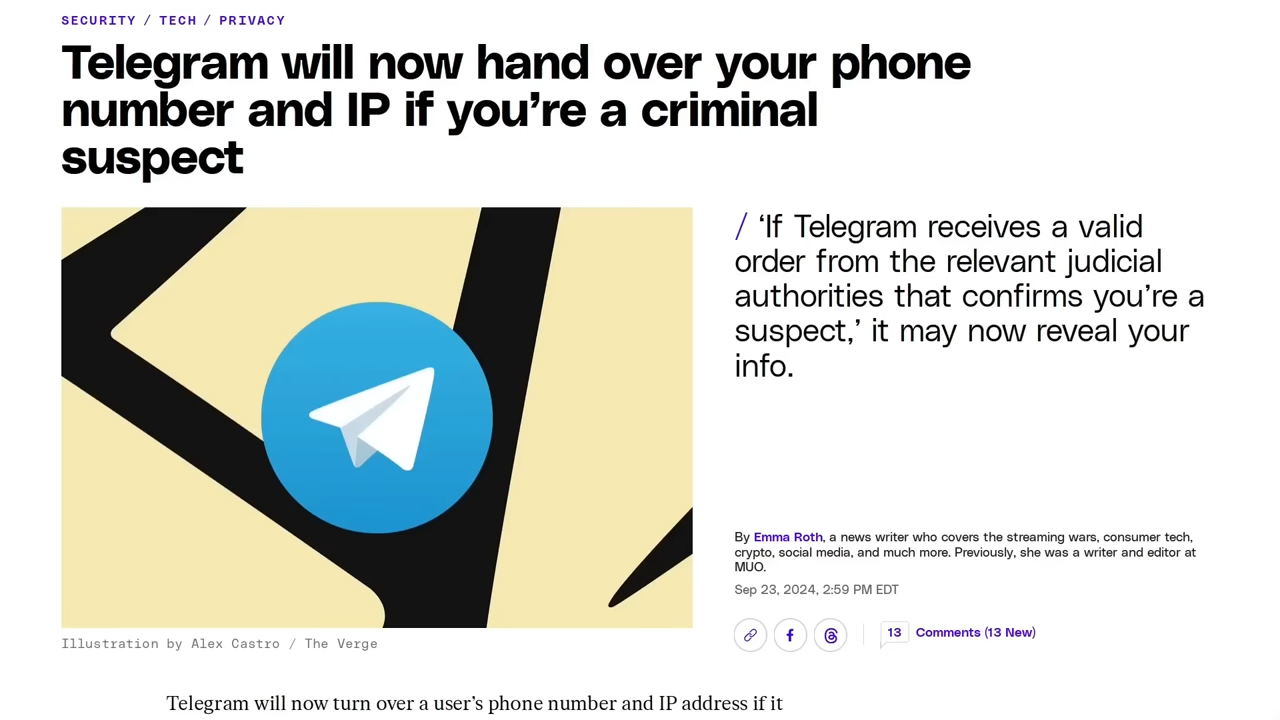 SECURITY / TECH / PRIVACY
Telegram will now hand over your phone
number and IP if you’re a criminal
suspect
/ ‘If Telegram receives a valid
order from the relevant judicial
authorities that confirms you’re a
suspect,’ it may now reveal your
info.
By Emma Roth, a news writer who covers the streaming wars, consumer tech,
crypto, social media, and much more. Previously, she was a writer and editor at
MUO.
Sep 23, 2024, 2:59 PM EDT
13 Comments (13 New)
Illustration by Alex Castro / The Verge
Telegram will now turn over a user’s phone number and IP address if it